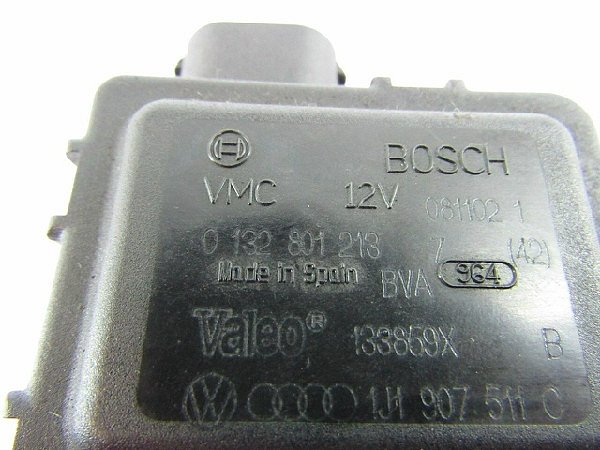 BOSCH
VMC 12V 081102 1
0 132 801 213 7 (A2)
Made in Spain BVA 964
Valeo® 133859X B
1J1 907 511 C